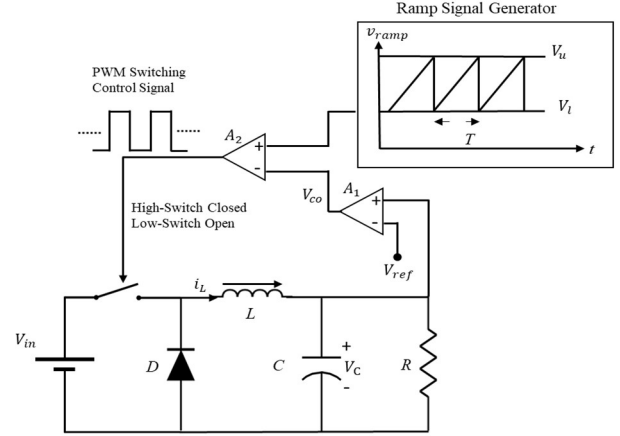 Ramp Signal Generator
v_ramp
V_u
V_l
T
t
PWM Switching
Control Signal
......
......
A_2
+
-
V_co
A_1
+
-
V_ref
High-Switch Closed
Low-Switch Open
i_L
L
V_in
D
C
+
V_C
-
R